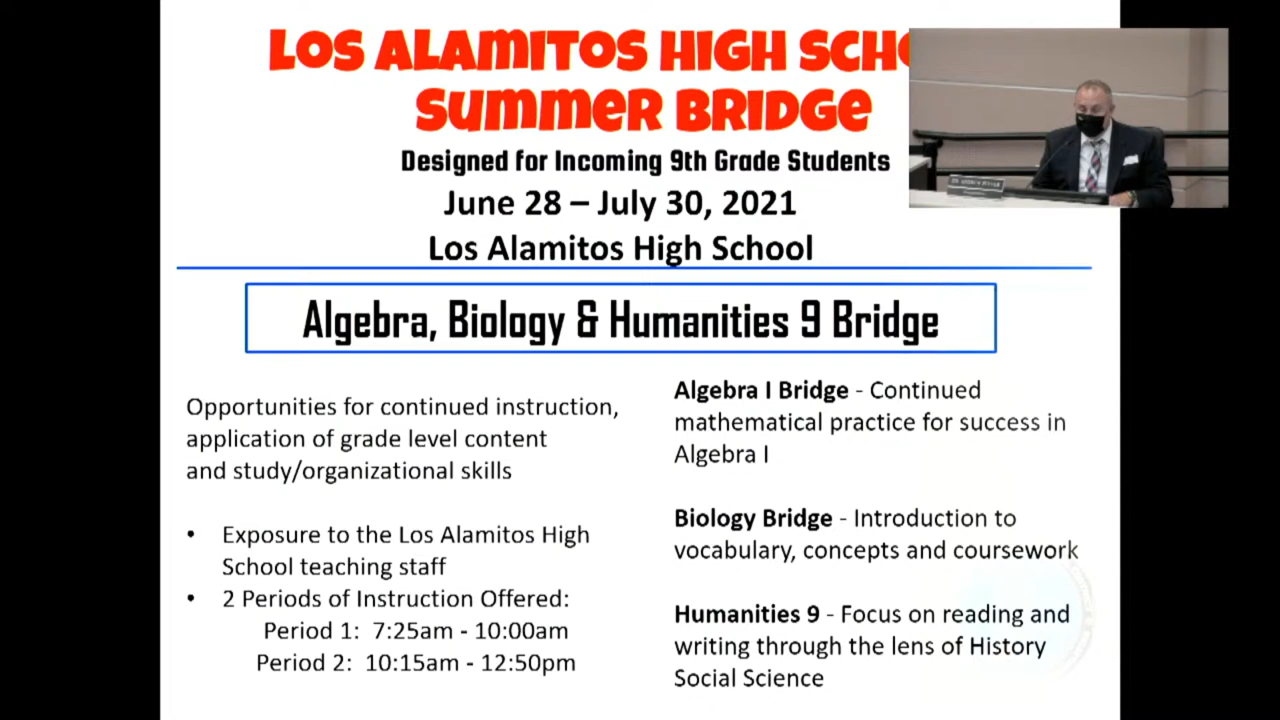 LOS ALAMITOS HIGH SCHO
SUMMER BRIDGE
Designed for Incoming 9th Grade Students
June 28 – July 30, 2021
Los Alamitos High School
Algebra, Biology & Humanities 9 Bridge
Opportunities for continued instruction,
application of grade level content
and study/organizational skills
• Exposure to the Los Alamitos High
School teaching staff
• 2 Periods of Instruction Offered:
Period 1: 7:25am - 10:00am
Period 2: 10:15am - 12:50pm
Algebra I Bridge - Continued
mathematical practice for success in
Algebra I
Biology Bridge - Introduction to
vocabulary, concepts and coursework
Humanities 9 - Focus on reading and
writing through the lens of History
Social Science